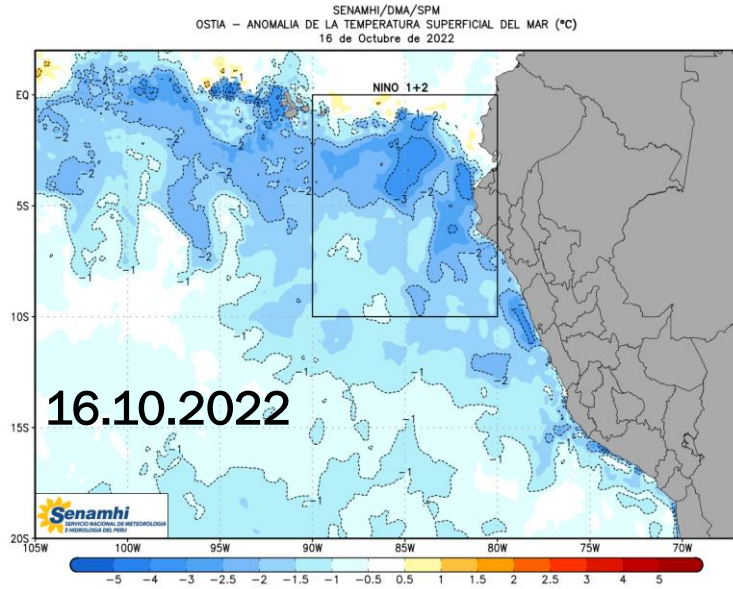 SENAMHI/DMA/SPM
OSTIA − ANOMALIA DE LA TEMPERATURA SUPERFICIAL DEL MAR (°C)
16 de Octubre de 2022
NINO 1+2
EQ
5S
10S
15S
20S
16.10.2022
Senamhi
SERVICIO NACIONAL DE METEOROLOGIA
E HIDROLOGIA DEL PERU
105W 100W 95W 90W 85W 80W 75W 70W
−5 −4 −3 −2.5 −2 −1.5 −1 −0.5 0.5 1 1.5 2 2.5 3 4 5